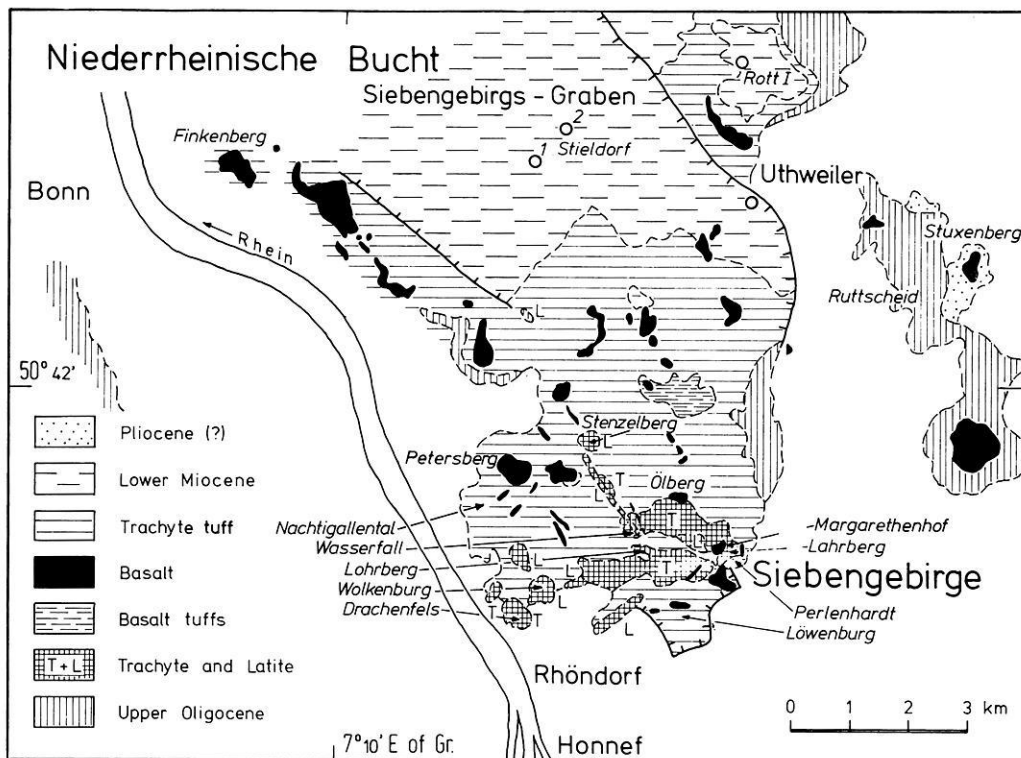 Niederrheinische Bucht
Siebengebirgs - Graben
Rott I
2
1 Stieldorf
Finkenberg
Bonn
Uthweiler
Rhein
Stuxenberg
Ruttscheid
L
50° 42'
Stenzelberg
L
Petersberg
T
L
Ölberg
T
Pliocene (?)
Lower Miocene
Trachyte tuff
Basalt
Basalt tuffs
T + L Trachyte and Latite
Upper Oligocene
Nachtigallental
Wasserfall
Lohrberg
Wolkenburg
Drachenfels
L
L
L
T
L
T
T
L
-Margarethenhof
-Lahrberg
Siebengebirge
Perlenhardt
Löwenburg
Rhöndorf
0 1 2 3 km
7° 10' E of Gr.
Honnef